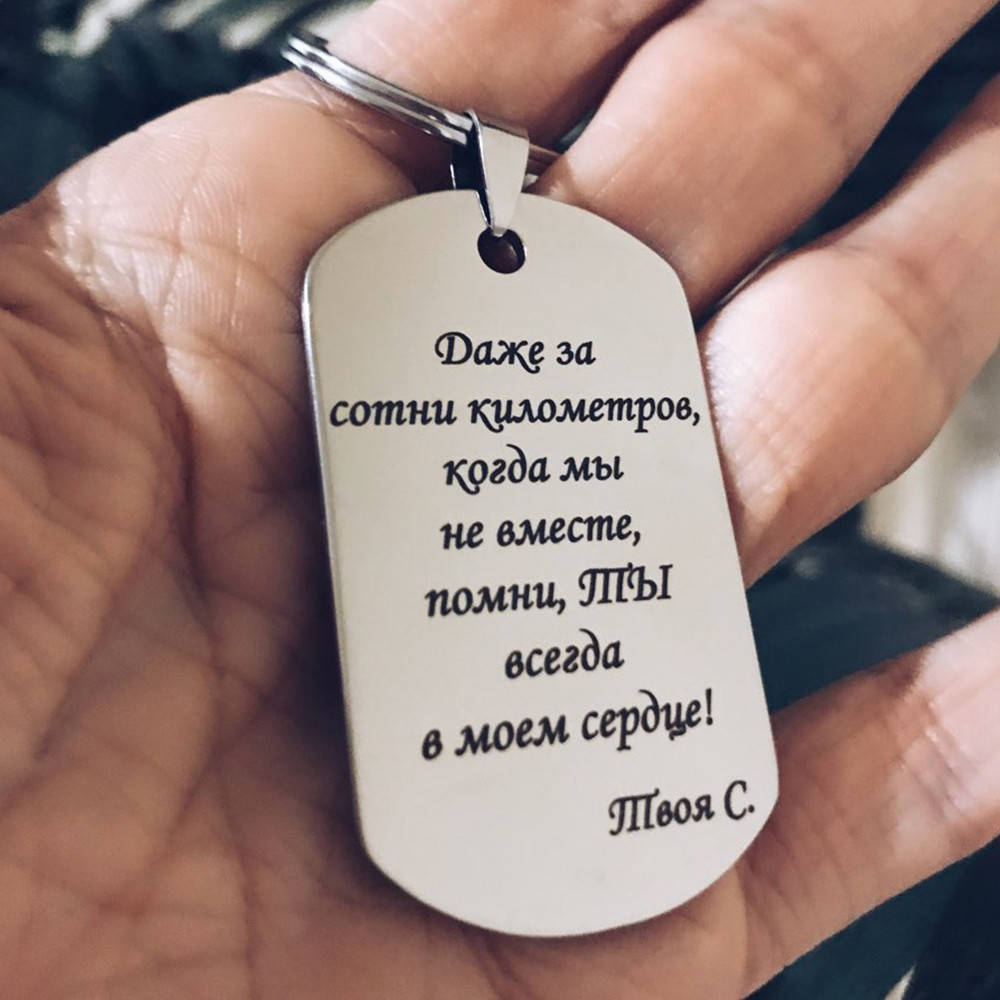 Даже за
сотни километров,
когда мы
не вместе,
помни, ТЫ
всегда
в моем сердце!
Твоя С.